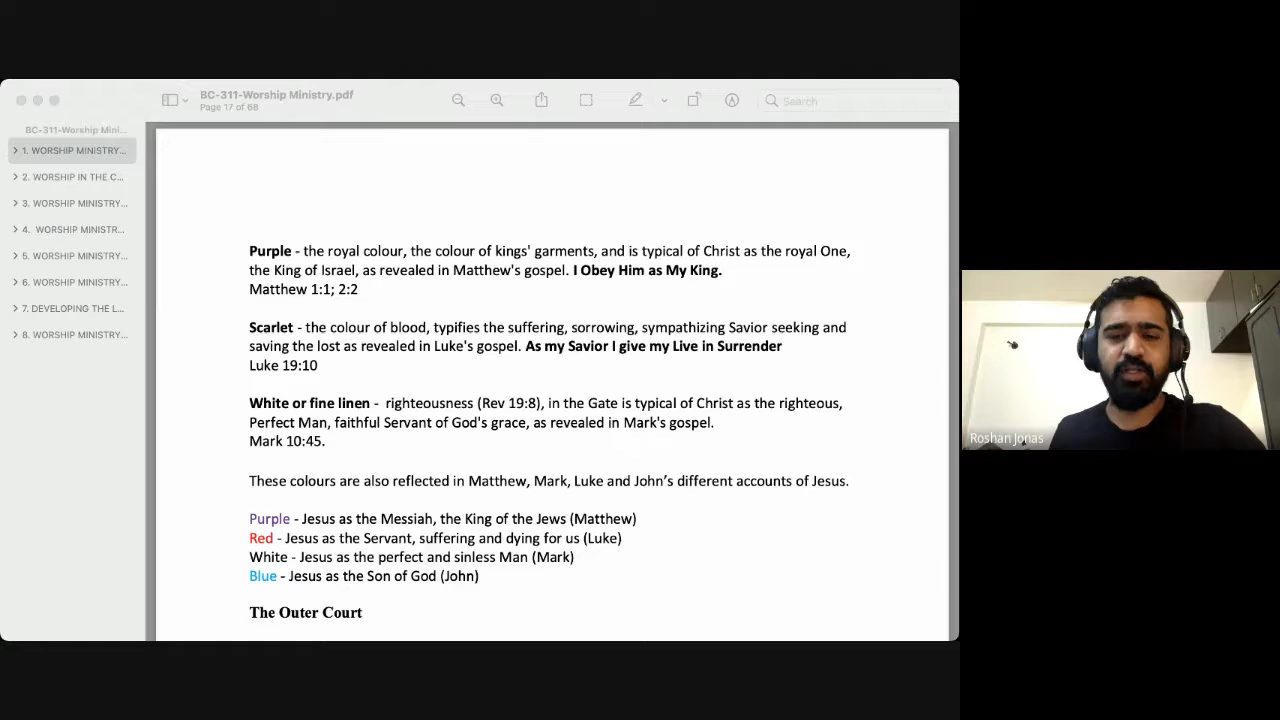 BC-311-Worship Ministry.pdf
Page 17 of 68
Search
BC-311-Worship Mini...
1. WORSHIP MINISTRY...
2. WORSHIP IN THE C...
3. WORSHIP MINISTRY...
4. WORSHIP MINISTR...
5. WORSHIP MINISTRY...
6. WORSHIP MINISTRY...
7. DEVELOPING THE L...
8. WORSHIP MINISTRY...
Purple - the royal colour, the colour of kings' garments, and is typical of Christ as the royal One,
the King of Israel, as revealed in Matthew's gospel. I Obey Him as My King.
Matthew 1:1; 2:2
Scarlet - the colour of blood, typifies the suffering, sorrowing, sympathizing Savior seeking and
saving the lost as revealed in Luke's gospel. As my Savior I give my Live in Surrender
Luke 19:10
White or fine linen - righteousness (Rev 19:8), in the Gate is typical of Christ as the righteous,
Perfect Man, faithful Servant of God's grace, as revealed in Mark's gospel.
Mark 10:45.
These colours are also reflected in Matthew, Mark, Luke and John's different accounts of Jesus.
Purple - Jesus as the Messiah, the King of the Jews (Matthew)
Red - Jesus as the Servant, suffering and dying for us (Luke)
White - Jesus as the perfect and sinless Man (Mark)
Blue - Jesus as the Son of God (John)
The Outer Court
Roshan Jonas